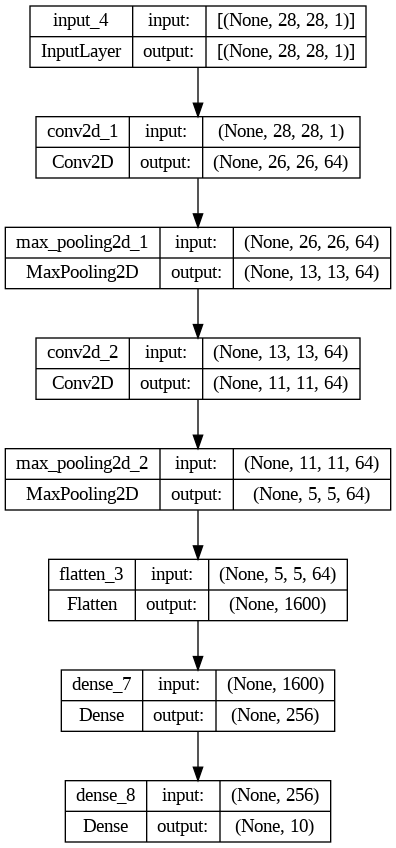 input_4 input: [(None, 28, 28, 1)]
InputLayer output: [(None, 28, 28, 1)]
conv2d_1 input: (None, 28, 28, 1)
Conv2D output: (None, 26, 26, 64)
max_pooling2d_1 input: (None, 26, 26, 64)
MaxPooling2D output: (None, 13, 13, 64)
conv2d_2 input: (None, 13, 13, 64)
Conv2D output: (None, 11, 11, 64)
max_pooling2d_2 input: (None, 11, 11, 64)
MaxPooling2D output: (None, 5, 5, 64)
flatten_3 input: (None, 5, 5, 64)
Flatten output: (None, 1600)
dense_7 input: (None, 1600)
Dense output: (None, 256)
dense_8 input: (None, 256)
Dense output: (None, 10)